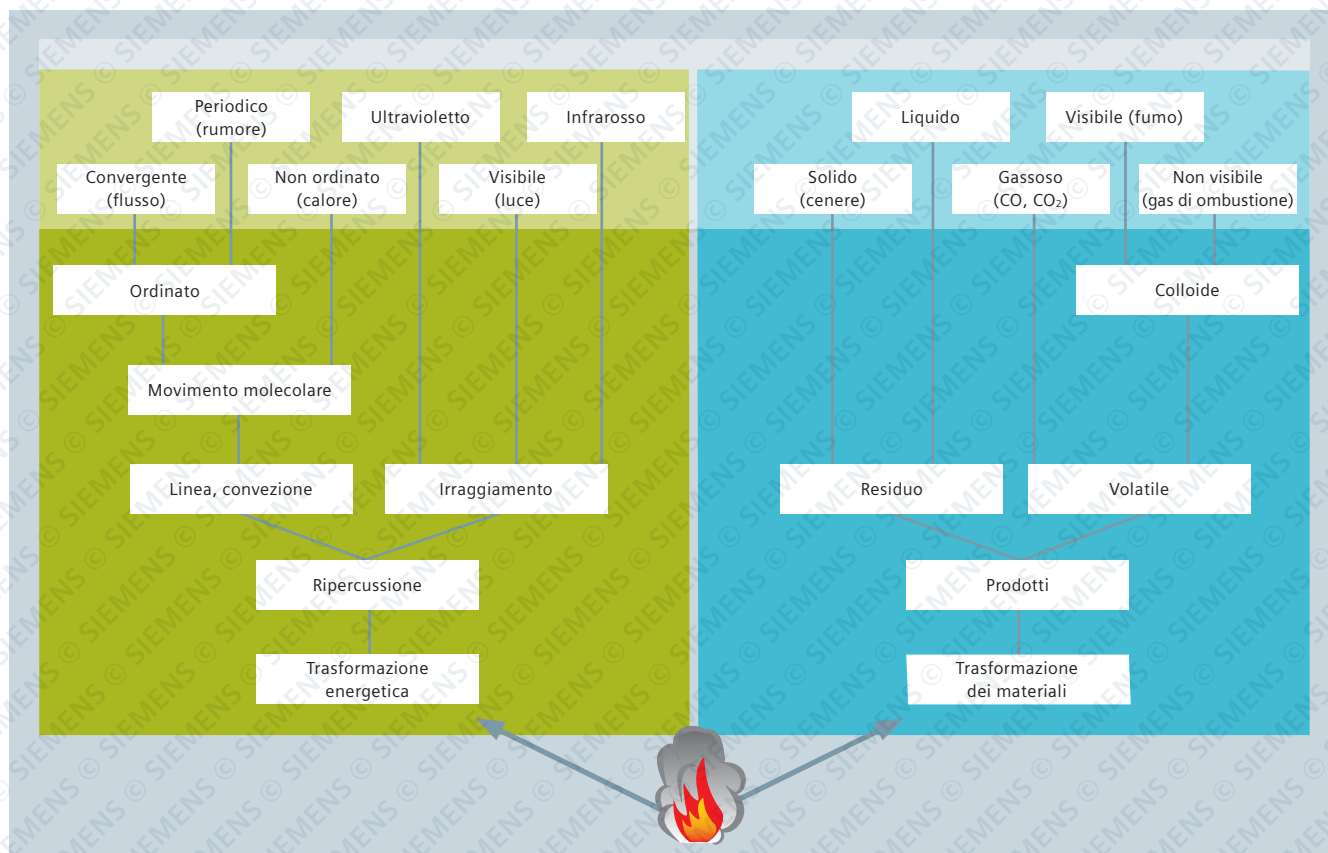 Periodico
(rumore)
Ultravioletto
Infrarosso
Convergente
(flusso)
Non ordinato
(calore)
Visibile
(luce)
Ordinato
Movimento molecolare
Linea, convezione
Irraggiamento
Ripercussione
Trasformazione
energetica
Liquido
Visibile (fumo)
Solido
(cenere)
Gassoso
(CO, CO₂)
Non visibile
(gas di ombustione)
Colloide
Residuo
Volatile
Prodotti
Trasformazione
dei materiali
SIEMENS ©